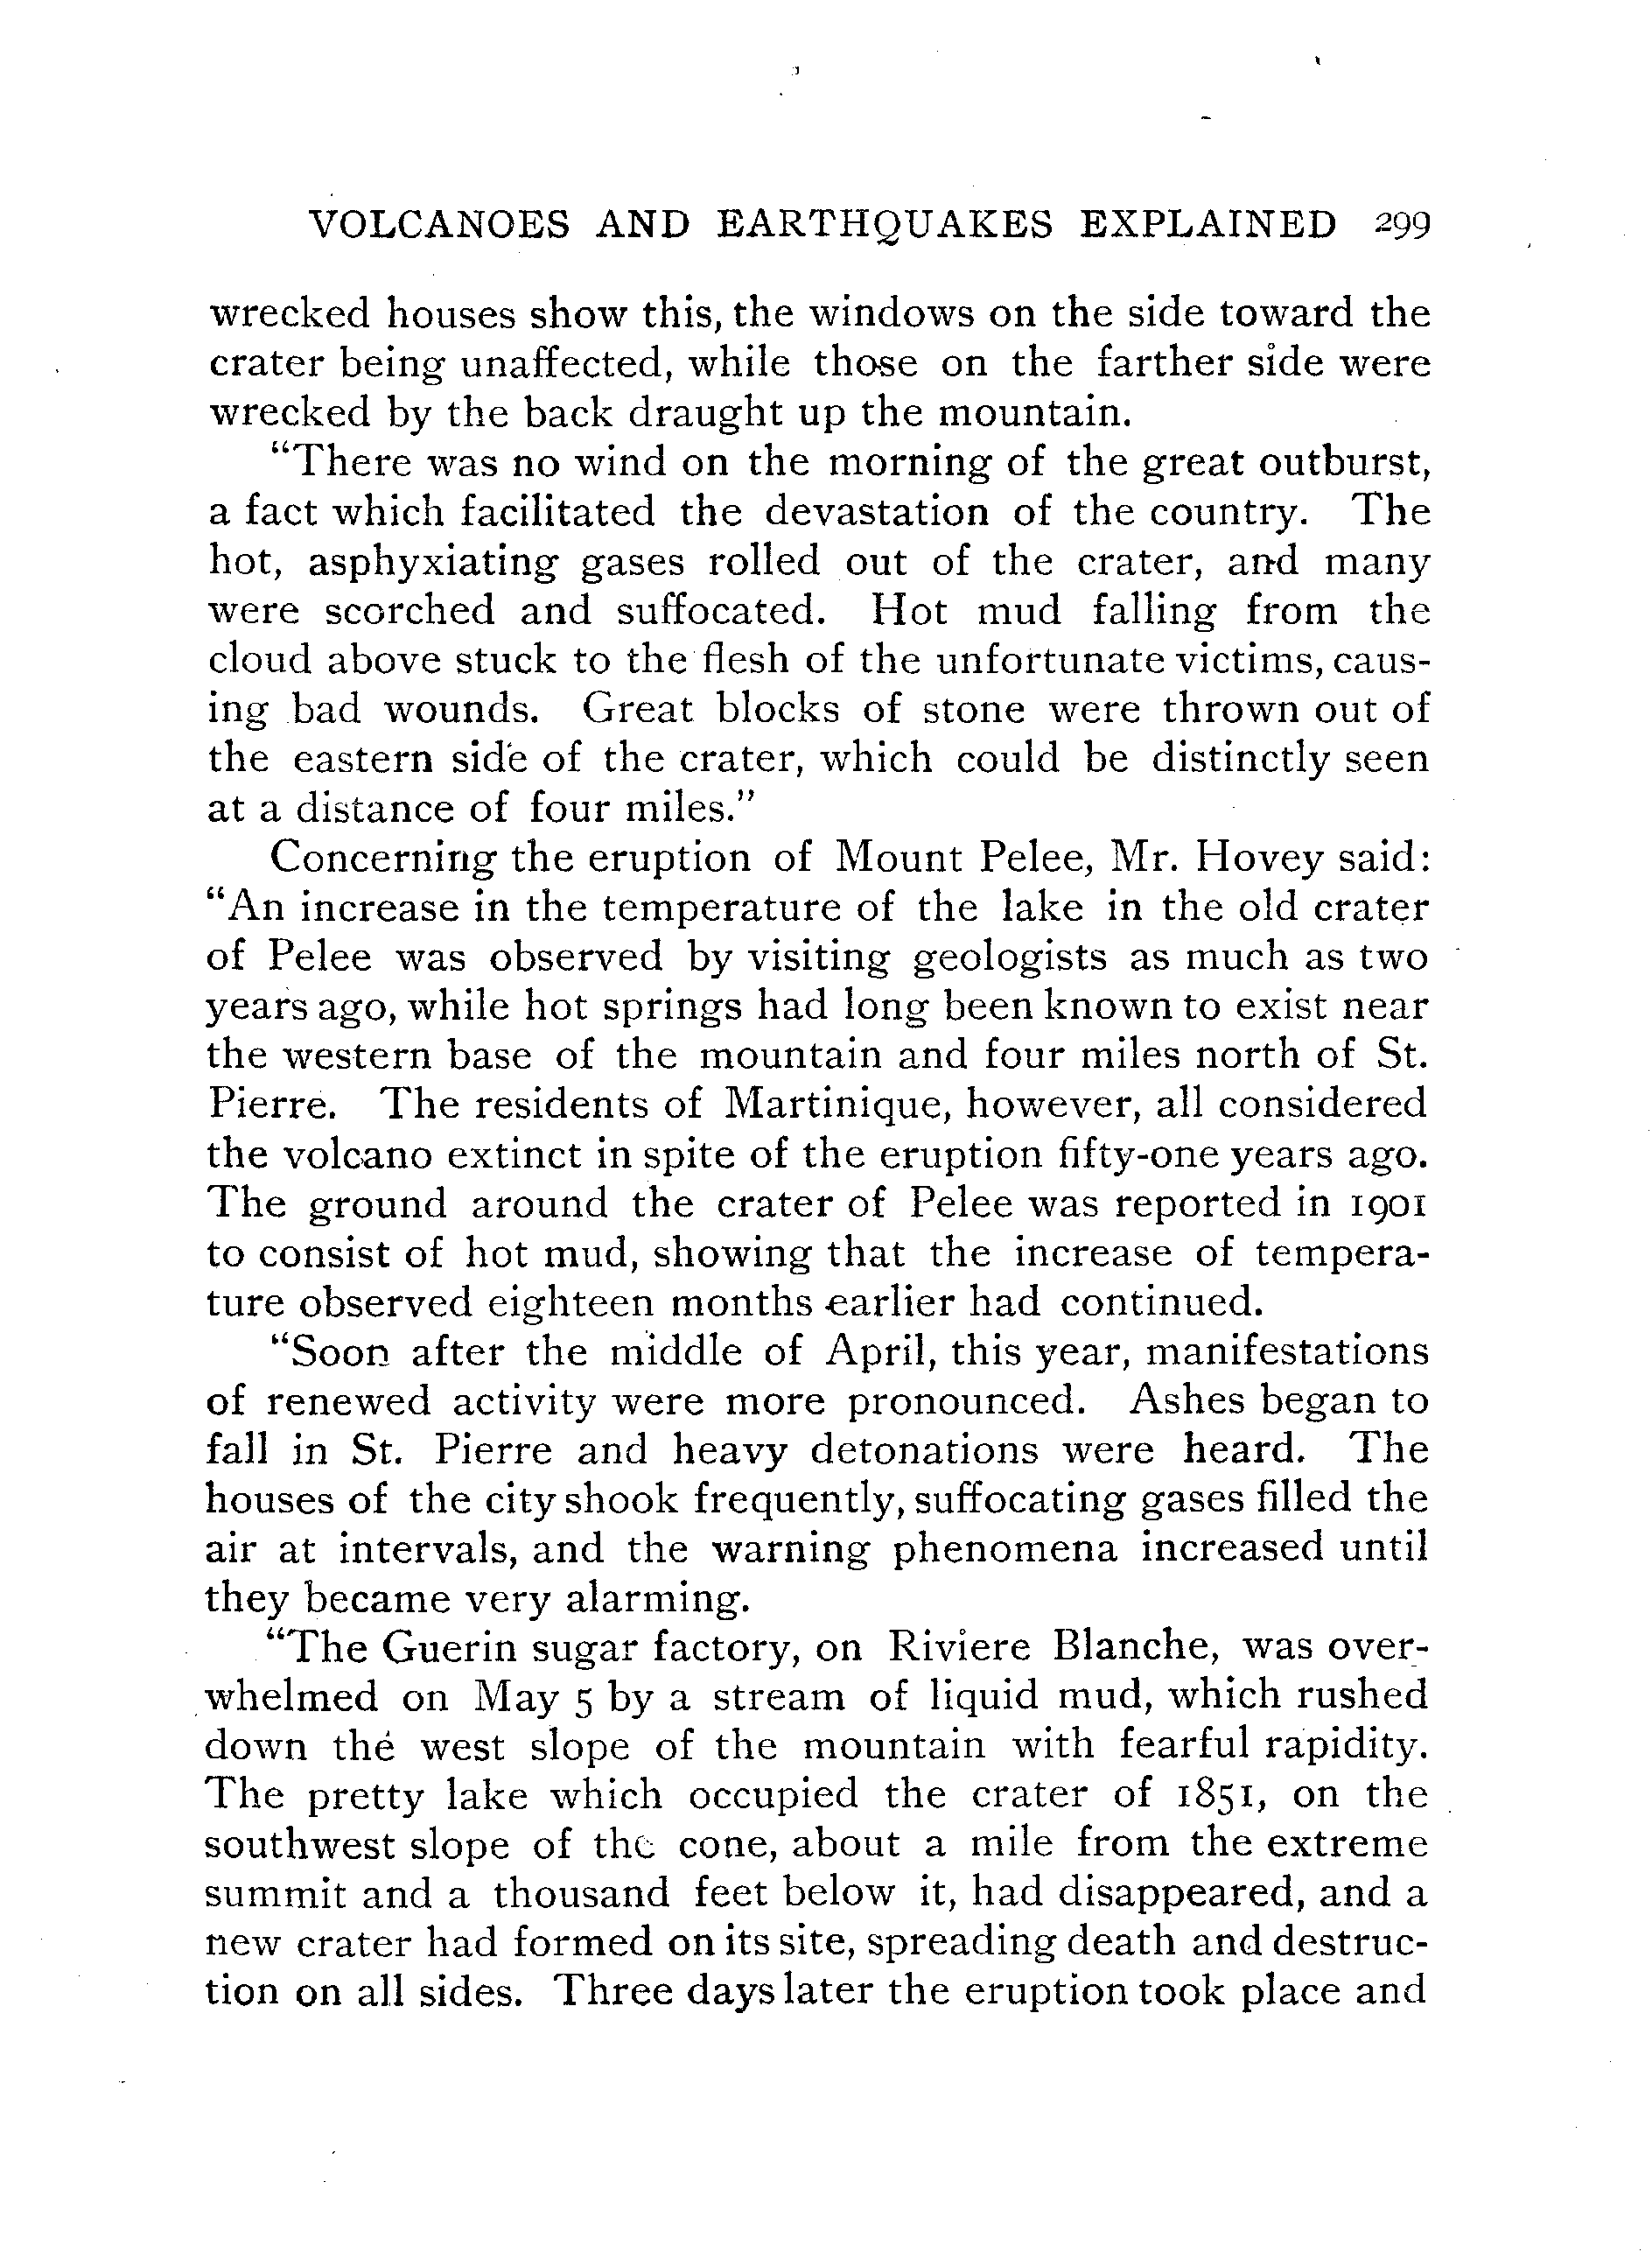 VOLCANOES AND EARTHQUAKES EXPLAINED 299
wrecked houses show this, the windows on the side toward the
crater being unaffected, while those on the farther side were
wrecked by the back draught up the mountain.
"There was no wind on the morning of the great outburst,
a fact which facilitated the devastation of the country. The
hot, asphyxiating gases rolled out of the crater, and many
were scorched and suffocated. Hot mud falling from the
cloud above stuck to the flesh of the unfortunate victims, caus-
ing bad wounds. Great blocks of stone were thrown out of
the eastern side of the crater, which could be distinctly seen
at a distance of four miles."
Concerning the eruption of Mount Pelee, Mr. Hovey said:
"An increase in the temperature of the lake in the old crater
of Pelee was observed by visiting geologists as much as two
years ago, while hot springs had long been known to exist near
the western base of the mountain and four miles north of St.
Pierre. The residents of Martinique, however, all considered
the volcano extinct in spite of the eruption fifty-one years ago.
The ground around the crater of Pelee was reported in 1901
to consist of hot mud, showing that the increase of tempera-
ture observed eighteen months earlier had continued.
"Soon after the middle of April, this year, manifestations
of renewed activity were more pronounced. Ashes began to
fall in St. Pierre and heavy detonations were heard. The
houses of the city shook frequently, suffocating gases filled the
air at intervals, and the warning phenomena increased until
they became very alarming.
"The Guerin sugar factory, on Riviere Blanche, was over-
whelmed on May 5 by a stream of liquid mud, which rushed
down the west slope of the mountain with fearful rapidity.
The pretty lake which occupied the crater of 1851, on the
southwest slope of the cone, about a mile from the extreme
summit and a thousand feet below it, had disappeared, and a
new crater had formed on its site, spreading death and destruc-
tion on all sides. Three days later the eruption took place and